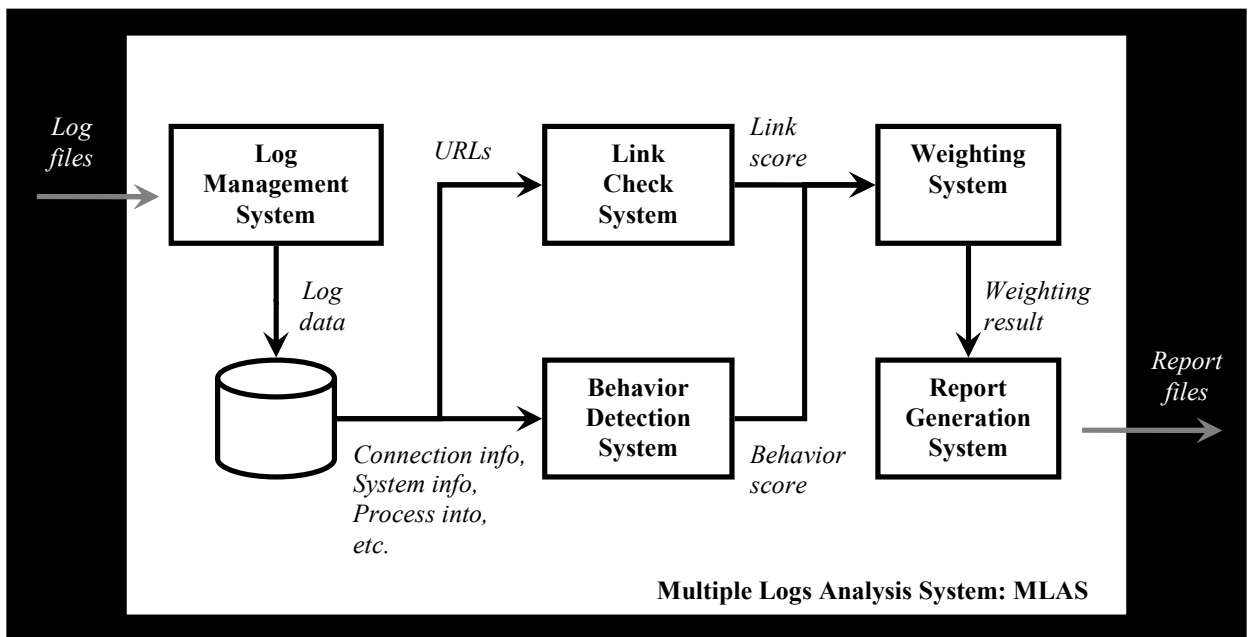 Log
files
Log
Management
System
URLs
Link
Check
System
Link
score
Weighting
System
Log
data
Weighting
result
Behavior
Detection
System
Report
Generation
System
Report
files
Connection info,
System info,
Process into,
etc.
Behavior
score
Multiple Logs Analysis System: MLAS